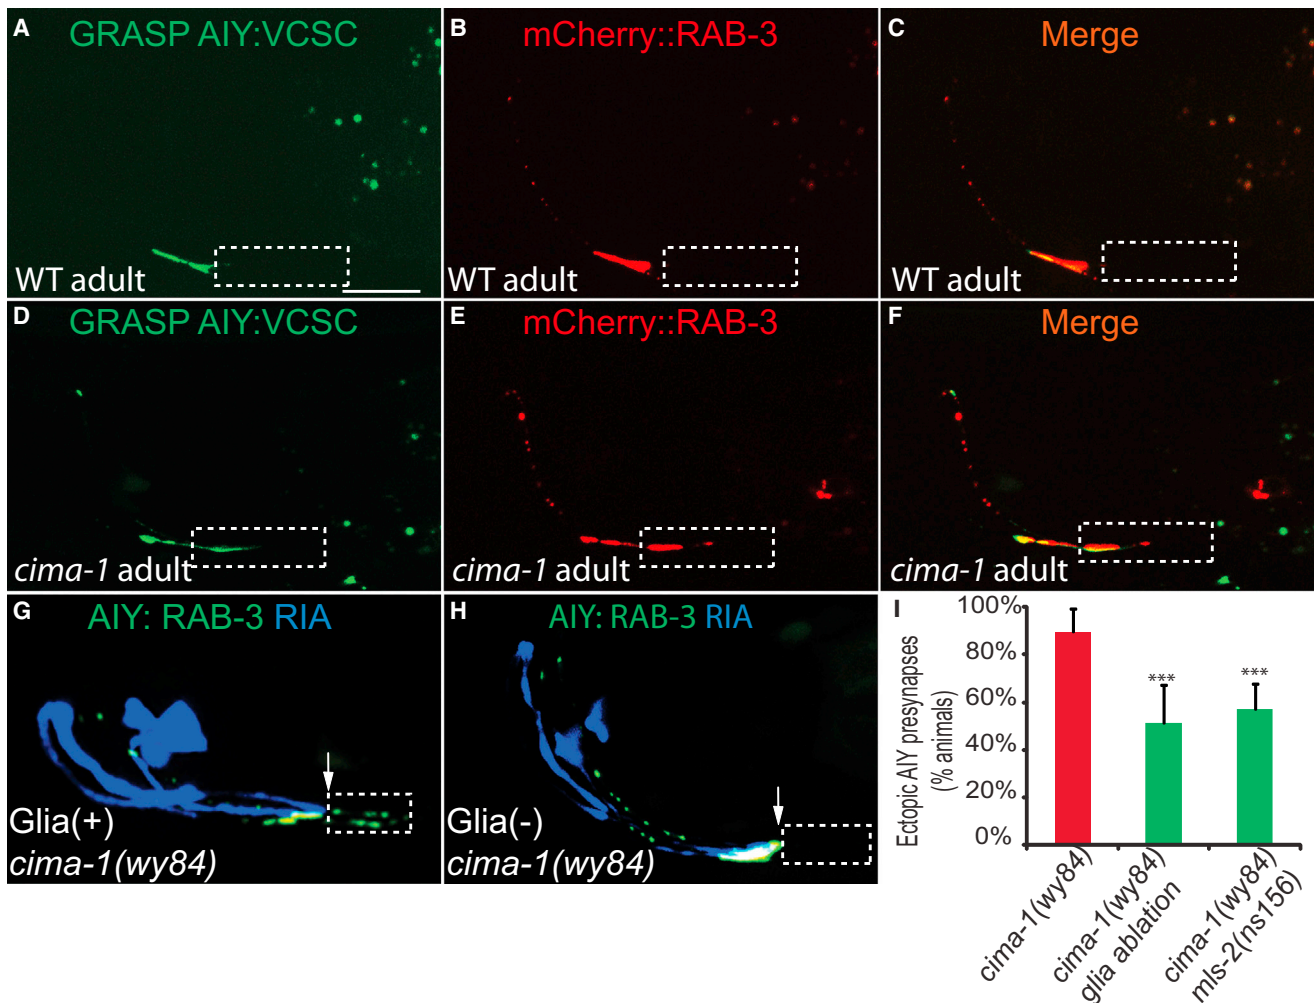 A GRASP AIY:VCSC
WT adult
B mCherry::RAB-3
WT adult
C Merge
WT adult
D GRASP AIY:VCSC
cima-1 adult
E mCherry::RAB-3
cima-1 adult
F Merge
cima-1 adult
G AIY: RAB-3 RIA
Glia(+)
cima-1(wy84)
H AIY: RAB-3 RIA
Glia(-)
cima-1(wy84)
I
Ectopic AIY presynapses
(% animals)
100%
80%
60%
40%
20%
0%
***
***
cima-1(wy84)
cima-1(wy84)
glia ablation
cima-1(wy84)
mls-2(ns156)